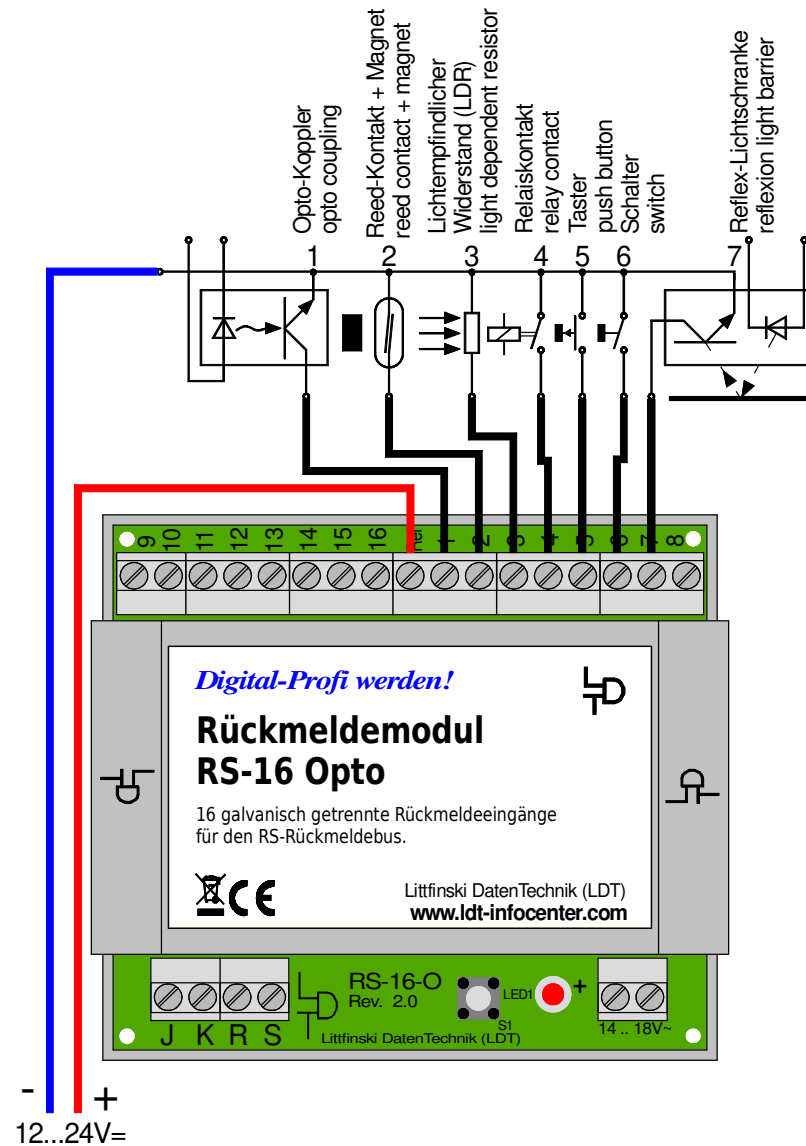 Opto-Koppler
opto coupling
Reed-Kontakt + Magnet
reed contact + magnet
Lichtempfindlicher
Widerstand (LDR)
light dependent resistor
Relaiskontakt
relay contact
Taster
push button
Schalter
switch
Reflex-Lichtschranke
reflexion light barrier
1 2 3 4 5 6 7
9 10 11 12 13 14 15 16 Ref 1 2 3 4 5 6 7 8
Digital-Profi werden!
Rückmeldemodul
RS-16 Opto
16 galvanisch getrennte Rückmeldeeingänge
für den RS-Rückmeldebus.
CE
Littfinski DatenTechnik (LDT)
www.ldt-infocenter.com
J K R S
RS-16-O
Rev. 2.0
LED1
+
S1
14 .. 18V~
Littfinski DatenTechnik (LDT)
- +
12...24V=